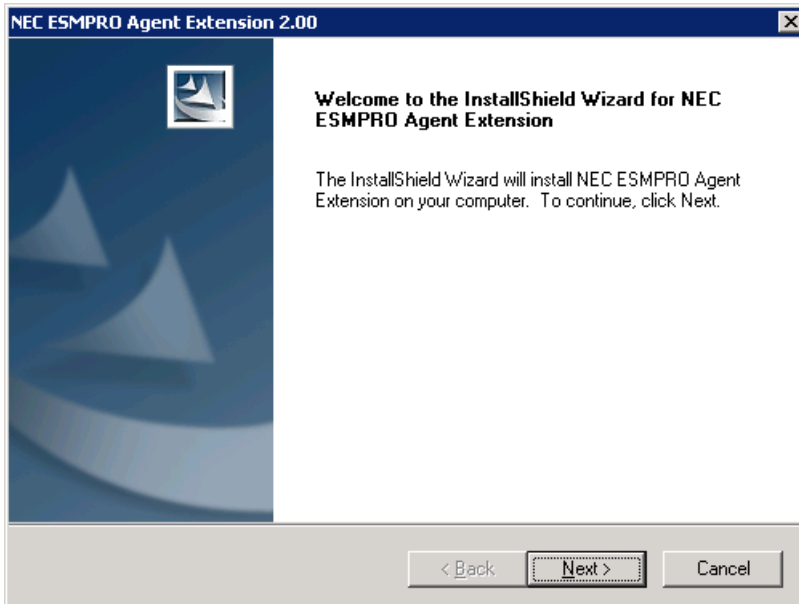 NEC ESMPRO Agent Extension 2.00
Welcome to the InstallShield Wizard for NEC
ESMPRO Agent Extension
The InstallShield Wizard will install NEC ESMPRO Agent
Extension on your computer. To continue, click Next.
< Back
Next >
Cancel